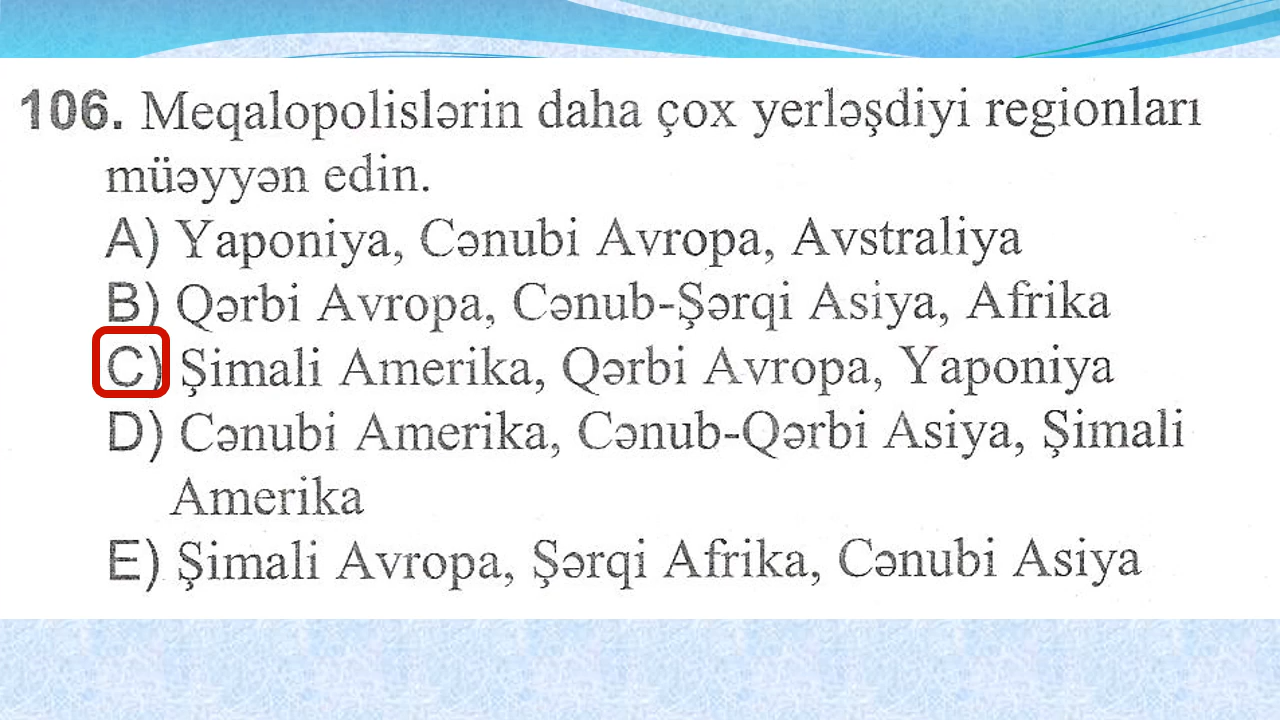 106. Meqalopolislərin daha çox yerləşdiyi regionları
müəyyən edin.
A) Yaponiya, Cənubi Avropa, Avstraliya
B) Qərbi Avropa, Cənub-Şərqi Asiya, Afrika
C) Şimali Amerika, Qərbi Avropa, Yaponiya
D) Cənubi Amerika, Cənub-Qərbi Asiya, Şimali
Amerika
E) Şimali Avropa, Şərqi Afrika, Cənubi Asiya